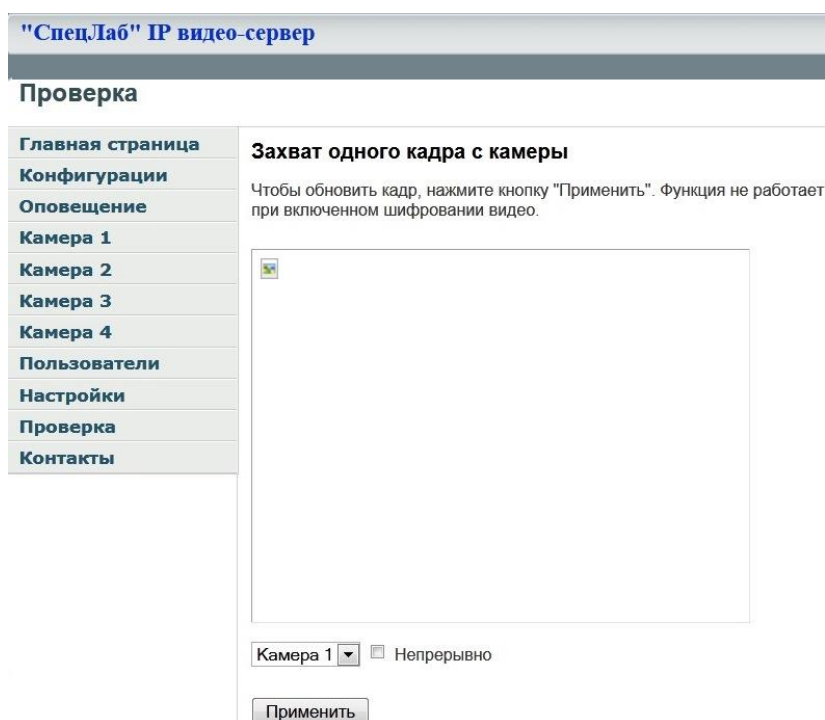 "СпецЛаб" IP видео-сервер
Проверка
Главная страница
Конфигурации
Оповещение
Камера 1
Камера 2
Камера 3
Камера 4
Пользователи
Настройки
Проверка
Контакты
Захват одного кадра с камеры
Чтобы обновить кадр, нажмите кнопку "Применить". Функция не работает
при включенном шифровании видео.
Камера 1
Непрерывно
Применить